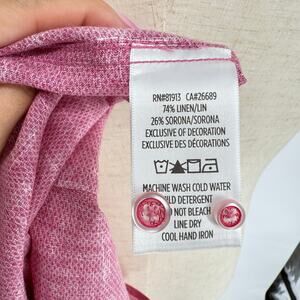 RN#81913 CA#26689
74% LINEN/LIN
26% SORONA/SORONA
EXCLUSIVE OF DECORATION
EXCLUSIF DES DÉCORATIONS
MACHINE WASH COLD WATER
MILD DETERGENT
DO NOT BLEACH
LINE DRY
COOL HAND IRON